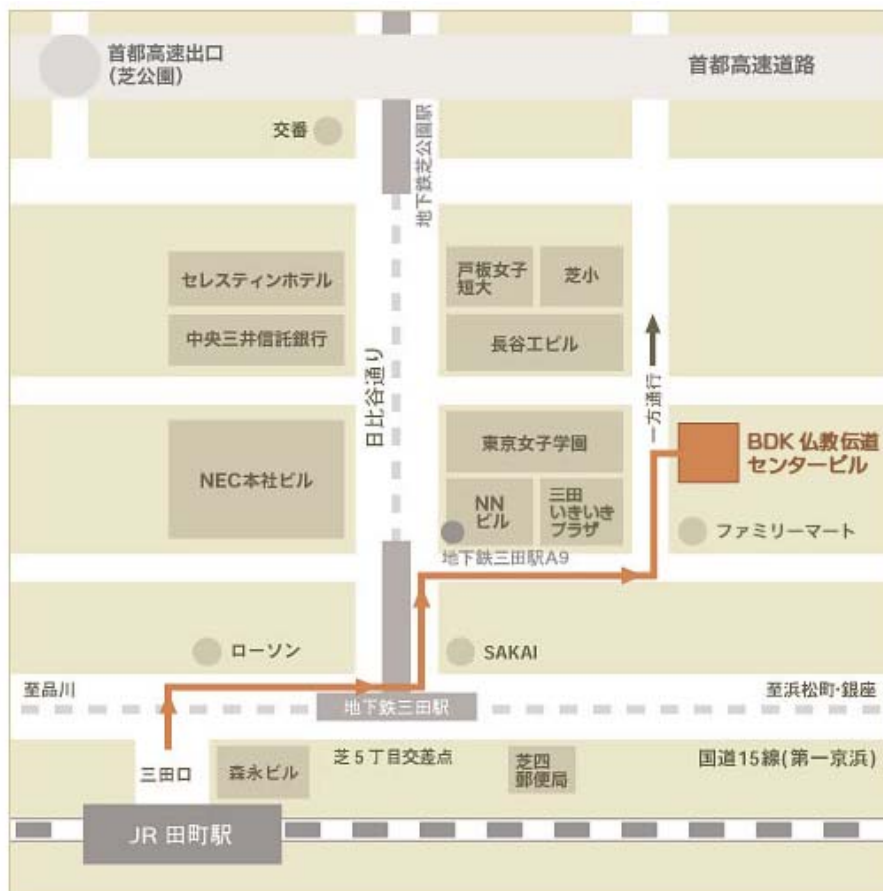 首都高速出口
(芝公園)
首都高速道路
交番
地下鉄芝公園駅
セレスティンホテル
戸板女子
短大
芝小
中央三井信託銀行
長谷工ビル
日比谷通り
一方通行
東京女子学園
BDK 仏教伝道
センタービル
NEC本社ビル
NN
ビル
三田
いきいき
プラザ
ファミリーマート
地下鉄三田駅A9
ローソン
SAKAI
至品川
至浜松町・銀座
地下鉄三田駅
三田口
森永ビル
芝5丁目交差点
芝四
郵便局
国道15線(第一京浜)
JR 田町駅